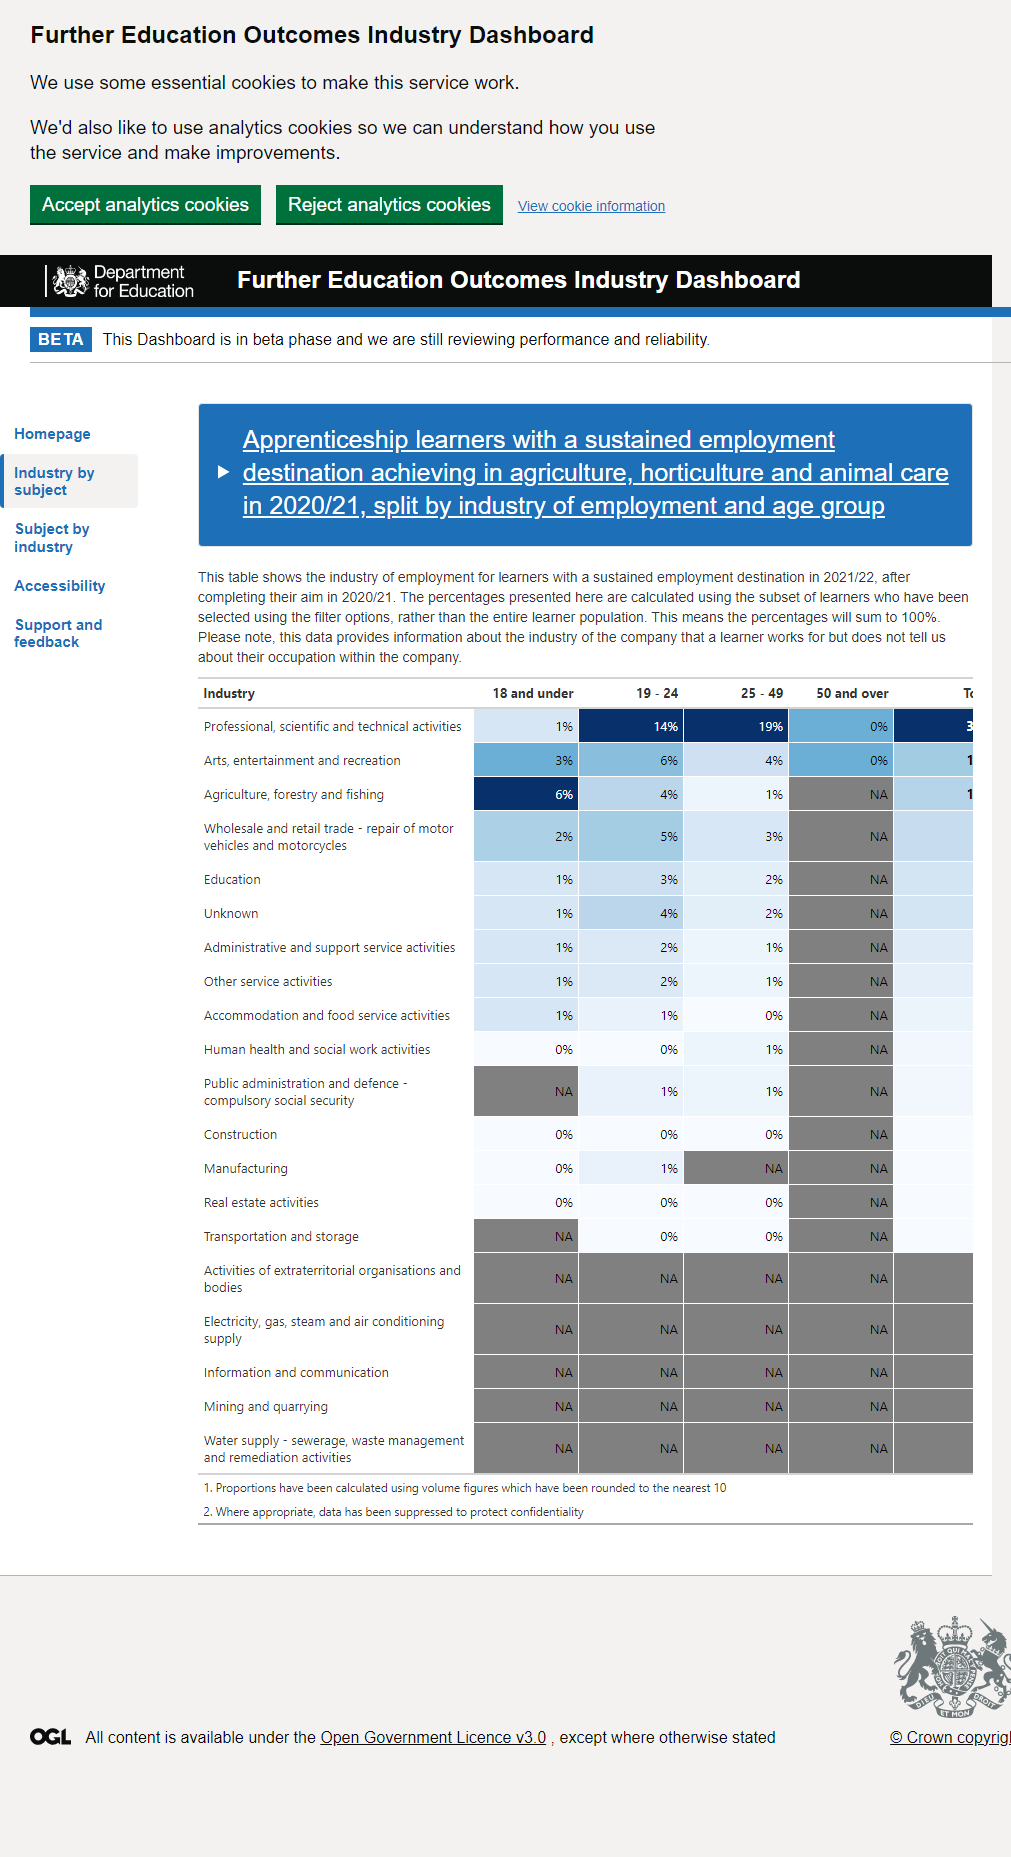 Further Education Outcomes Industry Dashboard
We use some essential cookies to make this service work.
We'd also like to use analytics cookies so we can understand how you use
the service and make improvements.
Accept analytics cookies Reject analytics cookies View cookie information
Department
for Education
Further Education Outcomes Industry Dashboard
BETA This Dashboard is in beta phase and we are still reviewing performance and reliability.
Homepage
Industry by
subject
Subject by
industry
Accessibility
Support and
feedback
Apprenticeship learners with a sustained employment
destination achieving in agriculture, horticulture and animal care
in 2020/21, split by industry of employment and age group
This table shows the industry of employment for learners with a sustained employment destination in 2021/22, after
completing their aim in 2020/21. The percentages presented here are calculated using the subset of learners who have been
selected using the filter options, rather than the entire learner population. This means the percentages will sum to 100%.
Please note, this data provides information about the industry of the company that a learner works for but does not tell us
about their occupation within the company.
Industry 18 and under 19 - 24 25 - 49 50 and over
Professional, scientific and technical activities 1% 14% 19% 0% 3
Arts, entertainment and recreation 3% 6% 4% 0% 1
Agriculture, forestry and fishing 6% 4% 1% NA 1
Wholesale and retail trade - repair of motor
vehicles and motorcycles 2% 5% 3% NA
Education 1% 3% 2% NA
Unknown 1% 4% 2% NA
Administrative and support service activities 1% 2% 1% NA
Other service activities 1% 2% 1% NA
Accommodation and food service activities 1% 1% 0% NA
Human health and social work activities 0% 0% 1% NA
Public administration and defence -
compulsory social security NA 1% 1% NA
Construction 0% 0% 0% NA
Manufacturing 0% 1% NA NA
Real estate activities 0% 0% 0% NA
Transportation and storage NA 0% 0% NA
Activities of extraterritorial organisations and
bodies NA NA NA NA
Electricity, gas, steam and air conditioning
supply NA NA NA NA
Information and communication NA NA NA NA
Mining and quarrying NA NA NA NA
Water supply - sewerage, waste management
and remediation activities NA NA NA NA
1. Proportions have been calculated using volume figures which have been rounded to the nearest 10
2. Where appropriate, data has been suppressed to protect confidentiality
OGL All content is available under the Open Government Licence v3.0 , except where otherwise stated
© Crown